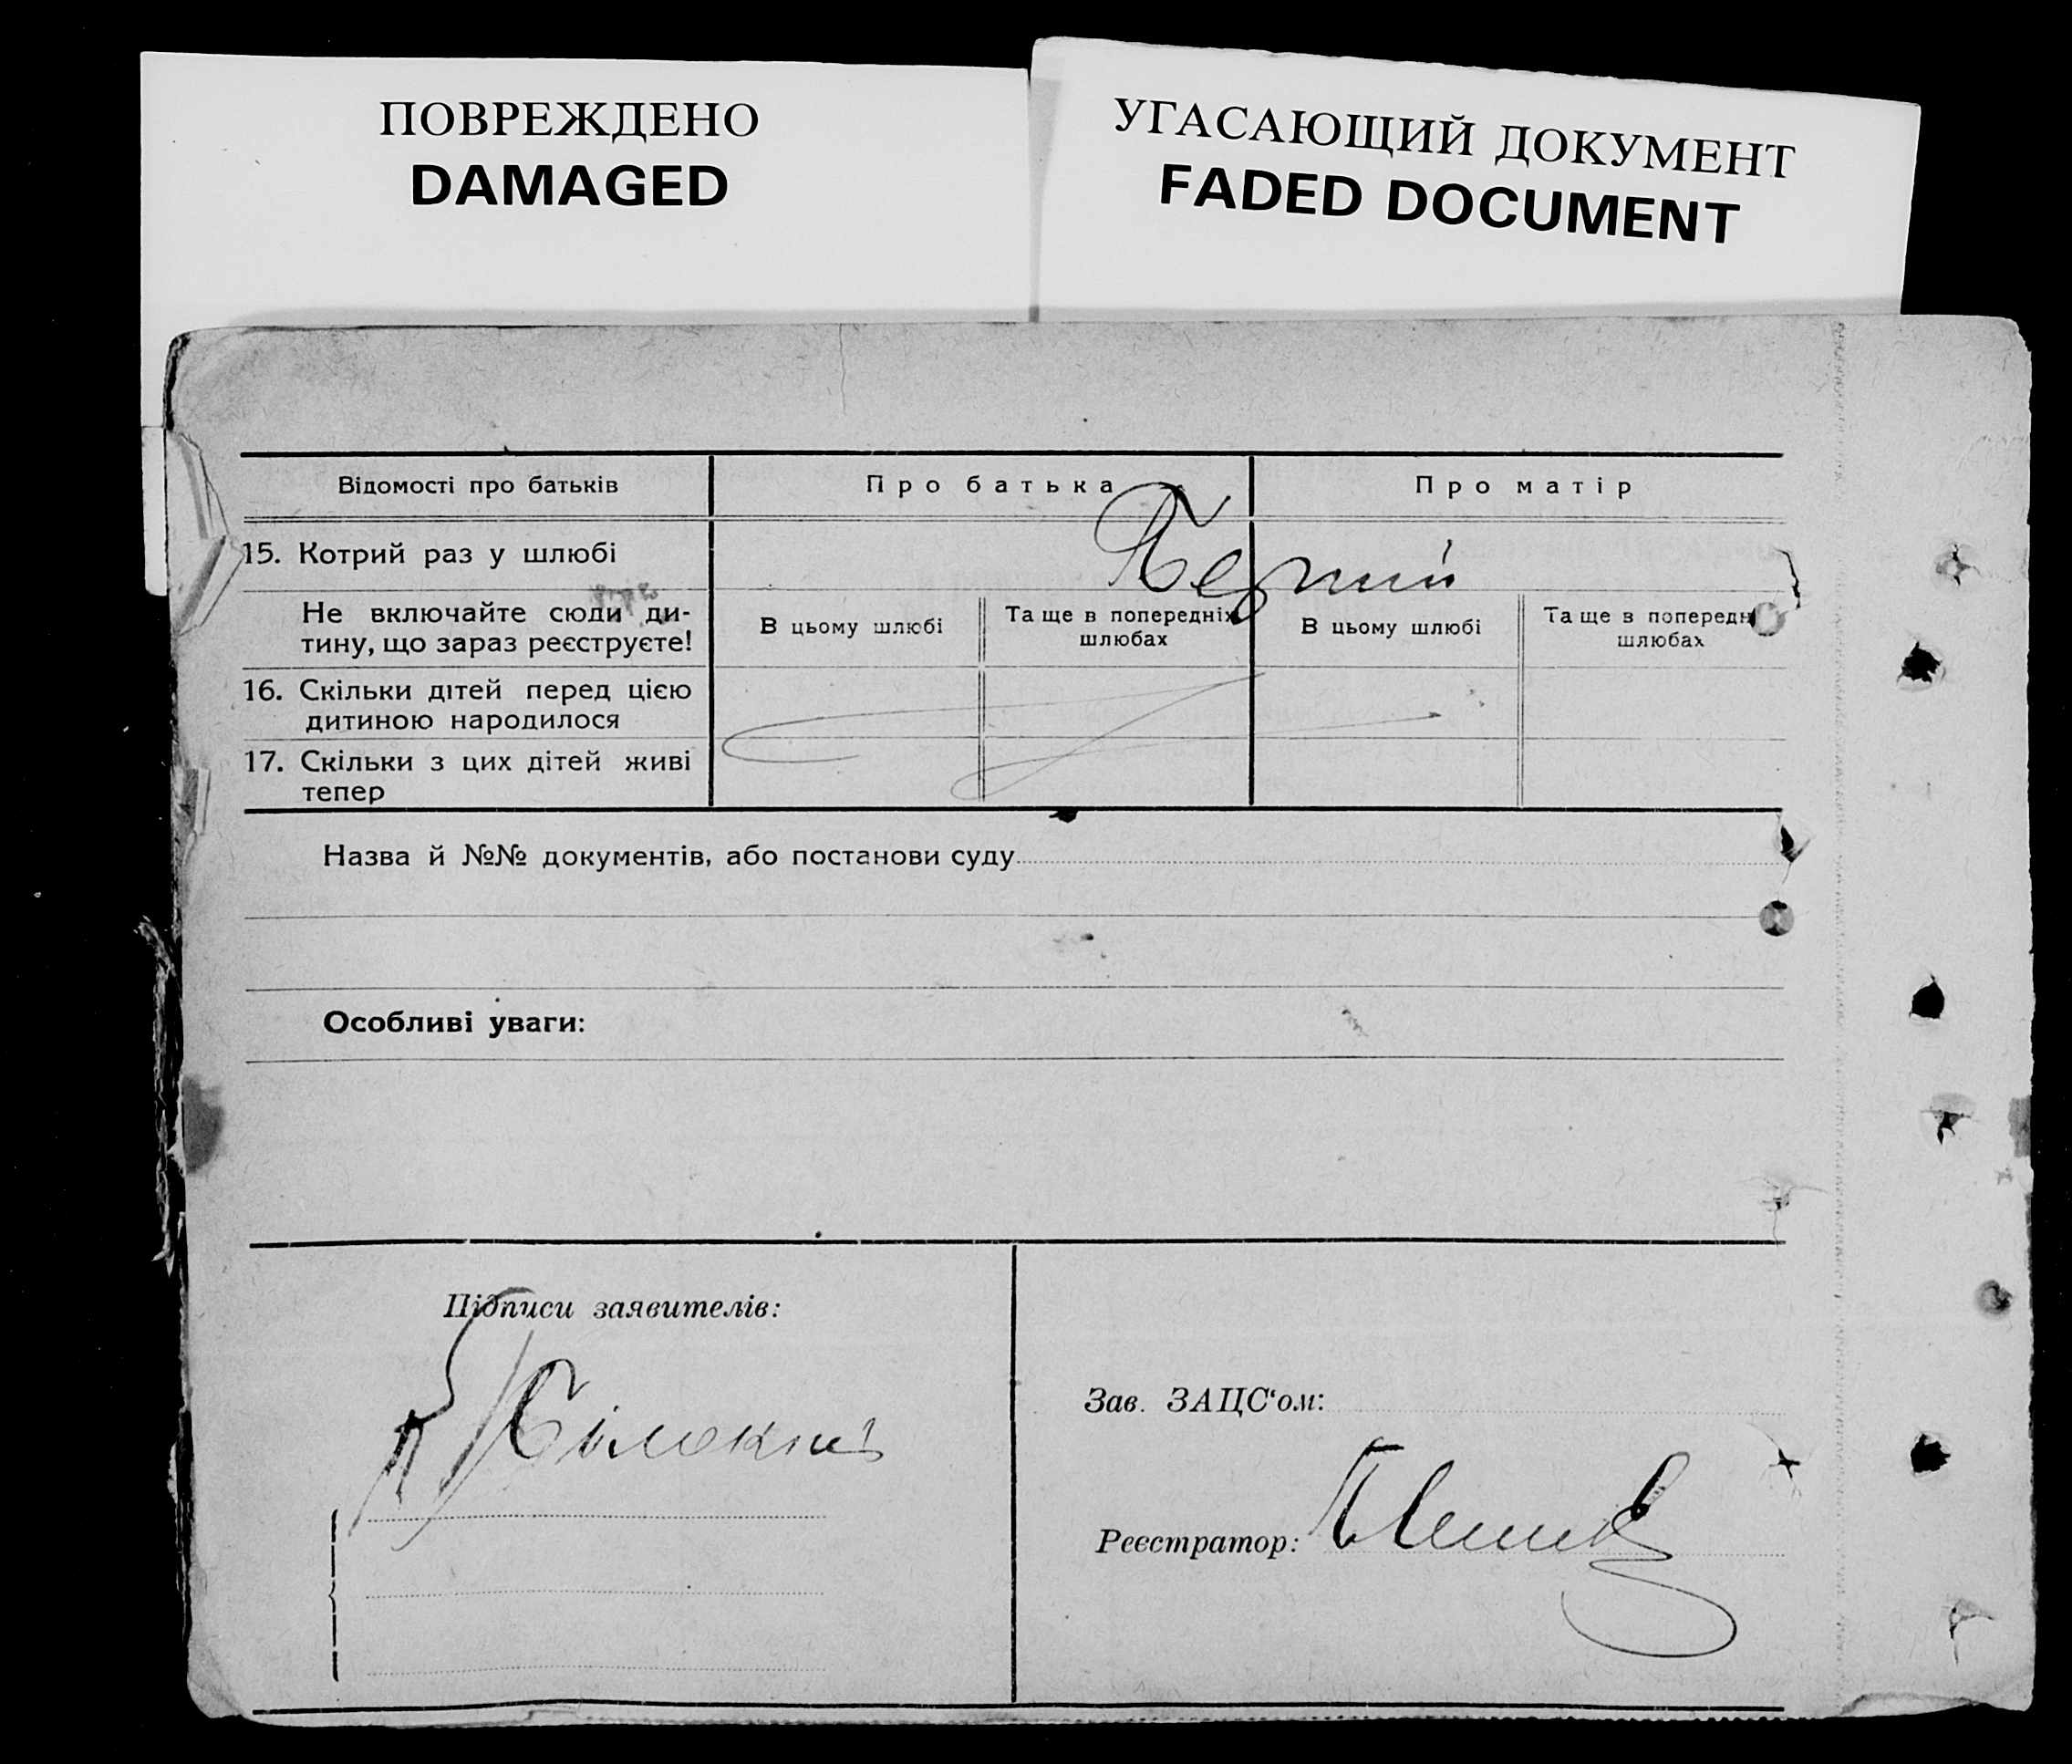 ПОВРЕЖДЕНО
DAMAGED
УГАСАЮЩИЙ ДОКУМЕНТ
FADED DOCUMENT
Відомості про батьків
Про батька
Про матір
15. Котрий раз у шлюбі
Перший
Не включайте сюди ди-
тину, що зараз реєструєте!
В цьому шлюбі
Та ще в попередніх
шлюбах
В цьому шлюбі
Та ще в попередн
шлюбах
16. Скільки дітей перед цією
дитиною народилося
17. Скільки з цих дітей живі
тепер
Назва й №№ документів, або постанови суду
Особливі уваги:
Підписи заявителів:
Зав. ЗАЦС‘ом:
Реєстратор: